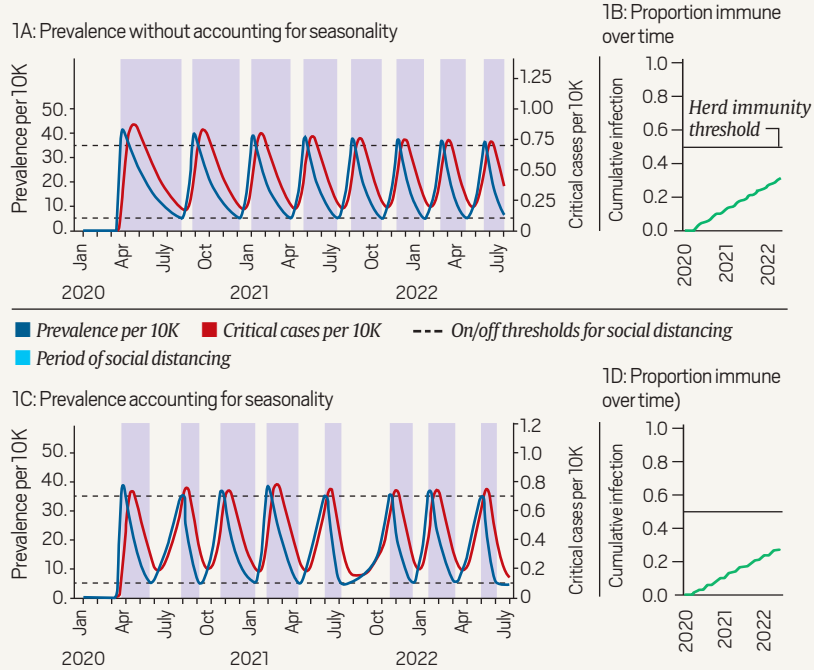 1A: Prevalence without accounting for seasonality
Prevalence per 10K
50.
40.
30.
20.
10.
0.
1.25
1.00
0.75
0.50
0.25
0
Critical cases per 10K
Jan
Apr
July
Oct
Jan
Apr
July
Oct
Jan
Apr
July
2020
2021
2022
1B: Proportion immune
over time
Cumulative infection
1.0
0.8
0.6
0.4
0.2
0.0
Herd immunity
threshold
2020
2021
2022
Prevalence per 10K
Critical cases per 10K
On/off thresholds for social distancing
Period of social distancing
1C: Prevalence accounting for seasonality
Prevalence per 10K
50.
40.
30.
20.
10.
0.
1.2
1.0
0.8
0.6
0.4
0.2
0
Critical cases per 10K
Jan
Apr
July
Oct
Jan
Apr
July
Oct
Jan
Apr
July
2020
2021
2022
1D: Proportion immune
over time)
Cumulative infection
1.0
0.8
0.6
0.4
0.2
0.0
2020
2021
2022